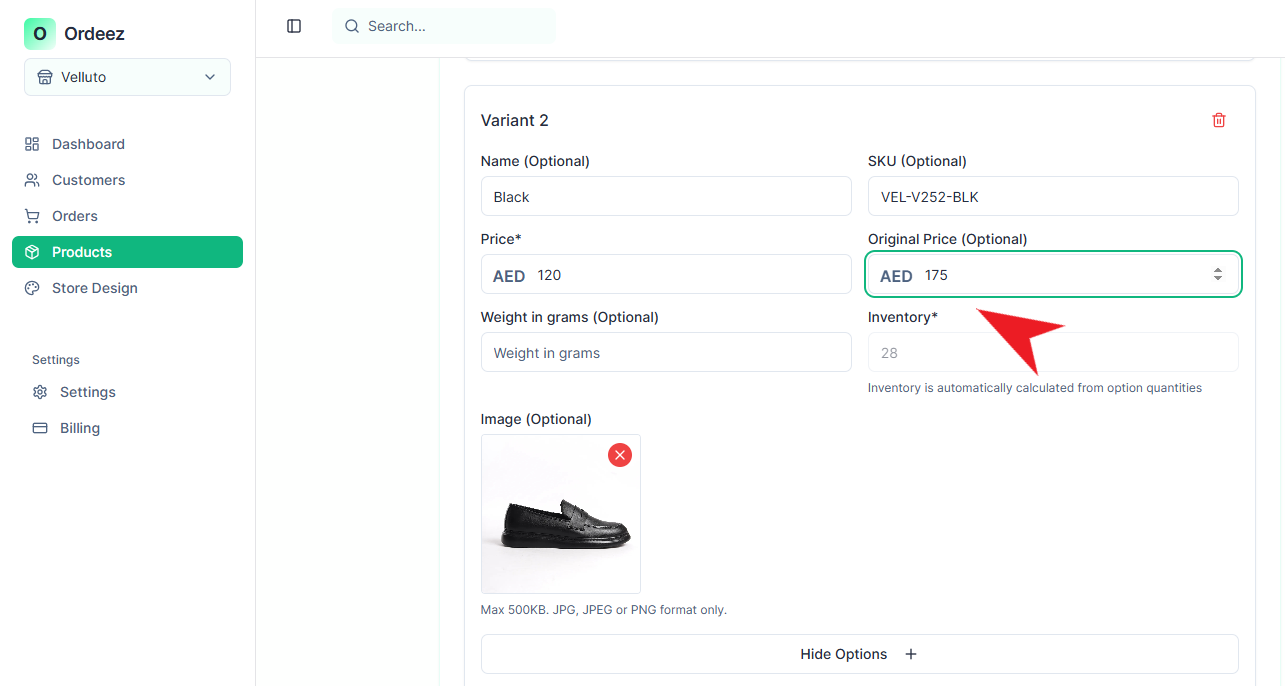 O Ordeez
Search...
Velluto
Dashboard
Customers
Orders
Products
Store Design
Settings
Settings
Billing
Variant 2
Name (Optional)
SKU (Optional)
Black
VEL-V252-BLK
Price*
Original Price (Optional)
AED 120
AED 175
Weight in grams (Optional)
Inventory*
Weight in grams
28
Inventory is automatically calculated from option quantities
Image (Optional)
Max 500KB. JPG, JPEG or PNG format only.
Hide Options +